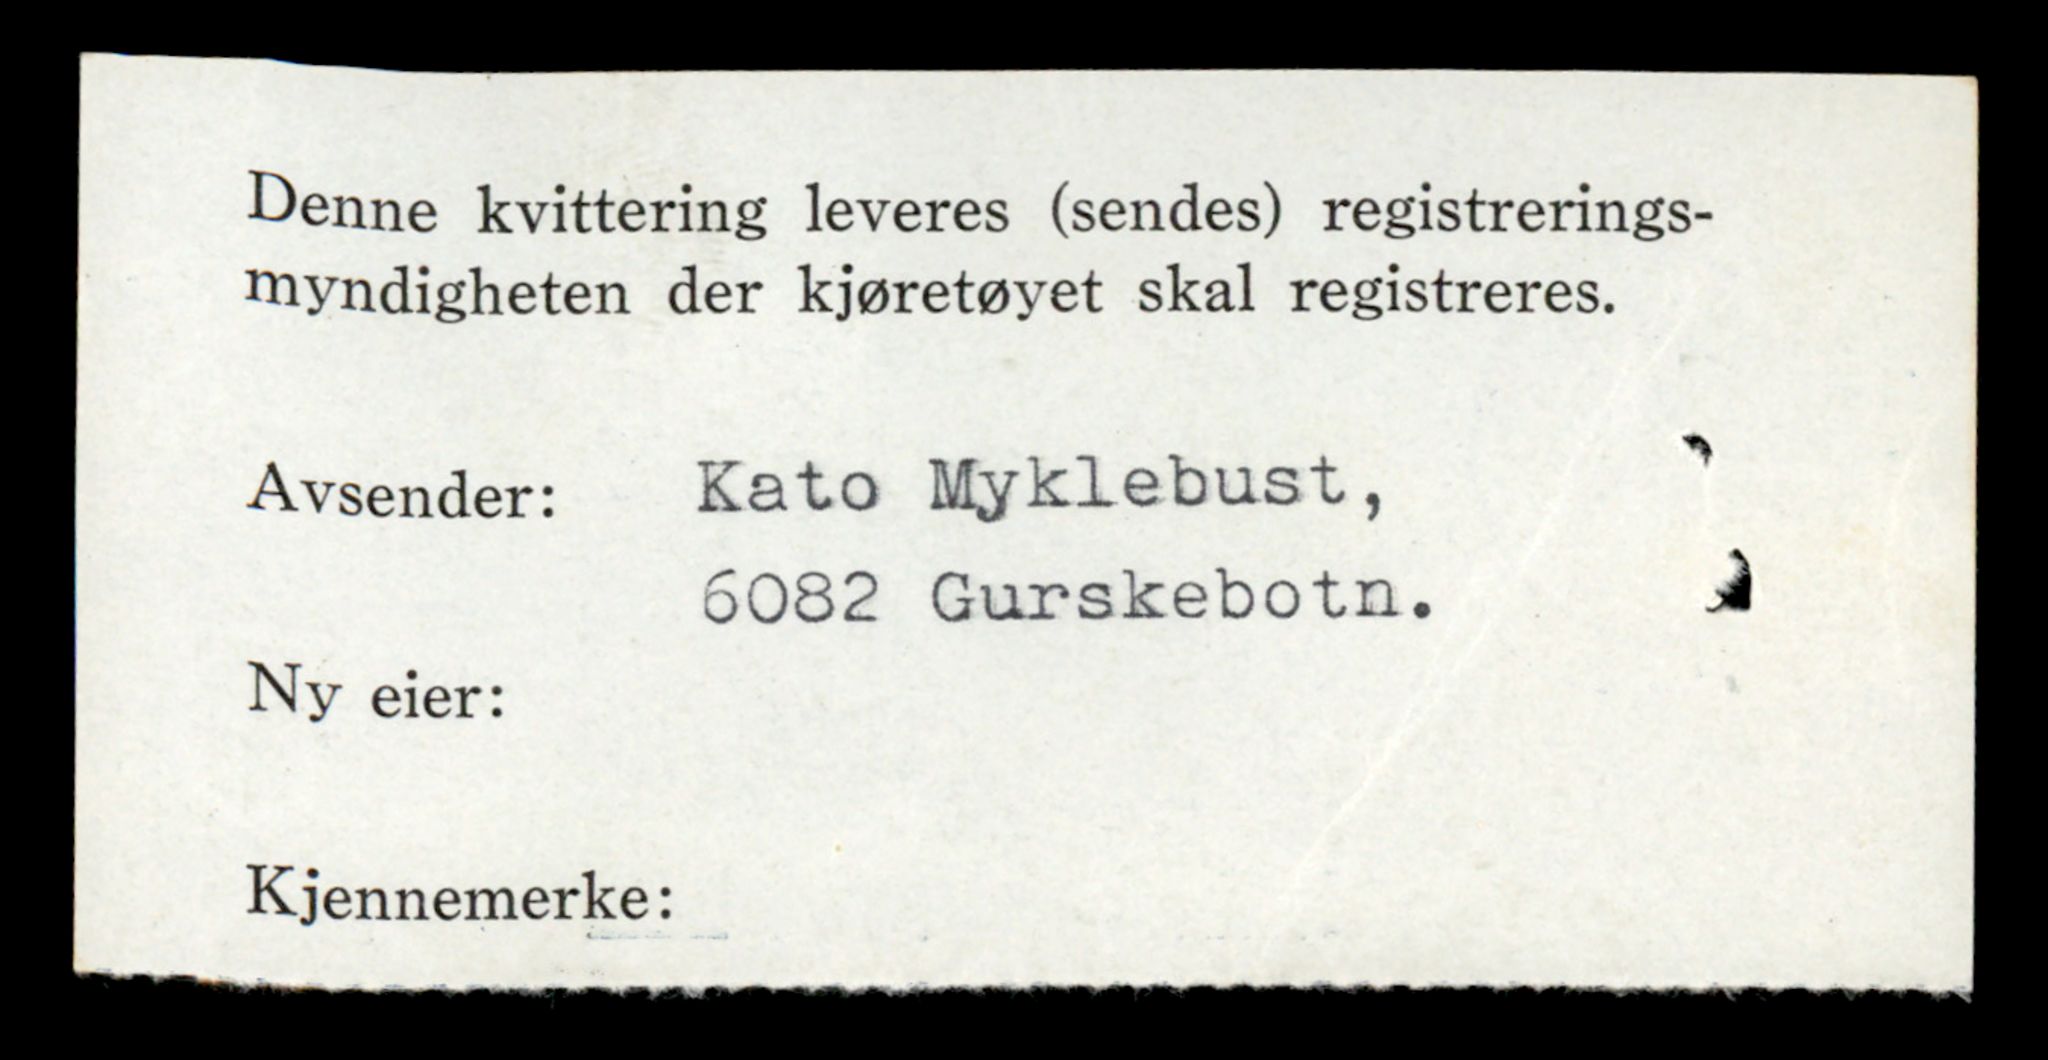 Denne kvittering leveres (sendes) registrerings-
myndigheten der kjøretøyet skal registreres.
Avsender: Kato Myklebust,
6082 Gurskebotn.
Ny eier:
Kjennemerke: